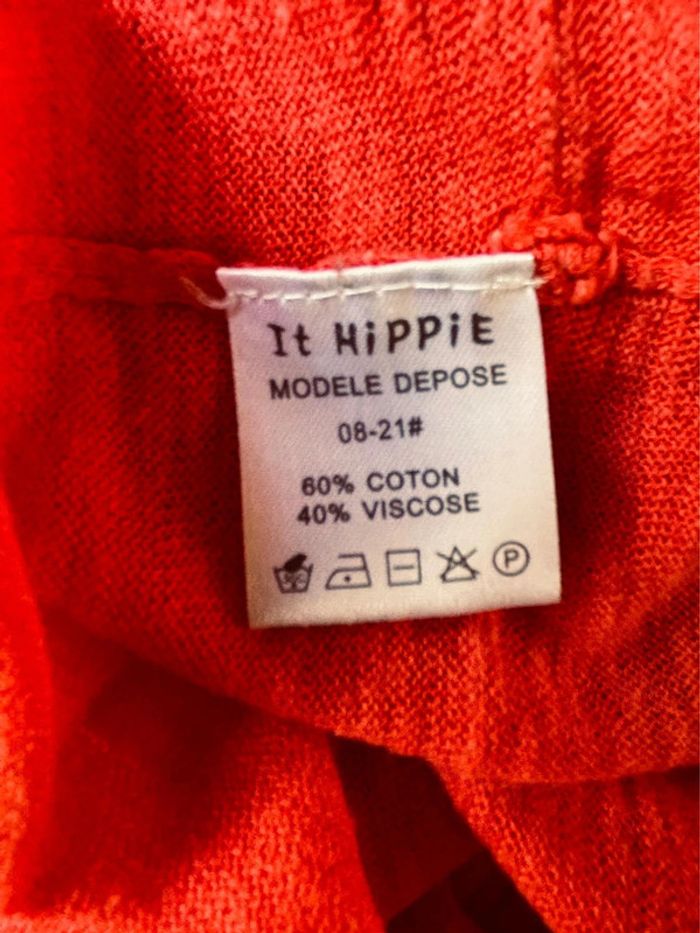 It HiPPiE
MODELE DEPOSE
08-21#
60% COTON
40% VISCOSE
P